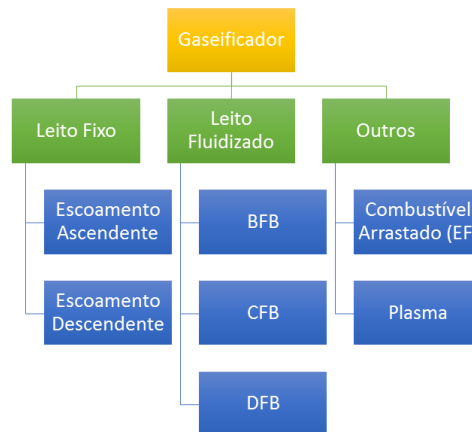 Gaseificador
Leito Fixo
Leito
Fluidizado
Outros
Escoamento
Ascendente
BFB
Combustível
Arrastado (EF
Escoamento
Descendente
CFB
Plasma
DFB